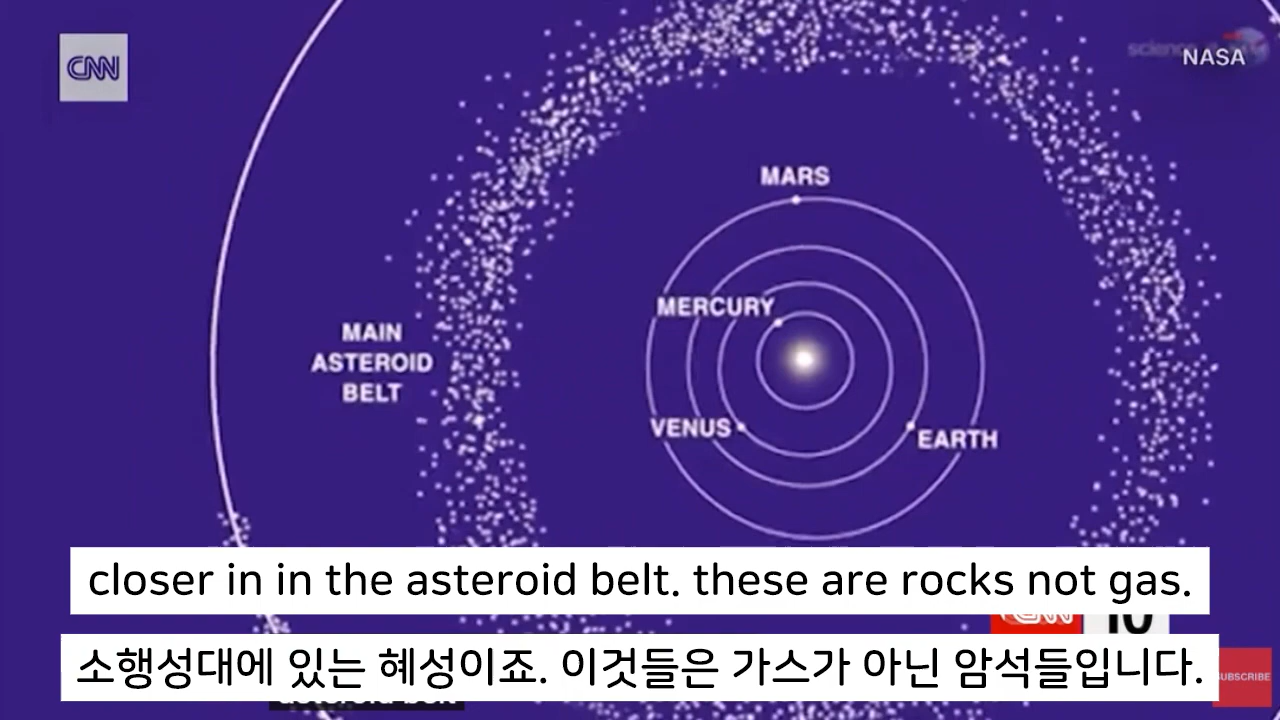 CNN
NASA
MARS
MERCURY
MAIN
ASTEROID
BELT
VENUS
EARTH
closer in in the asteroid belt. these are rocks not gas.
소행성대에 있는 혜성이죠. 이것들은 가스가 아닌 암석들입니다.
SUBSCRIBE